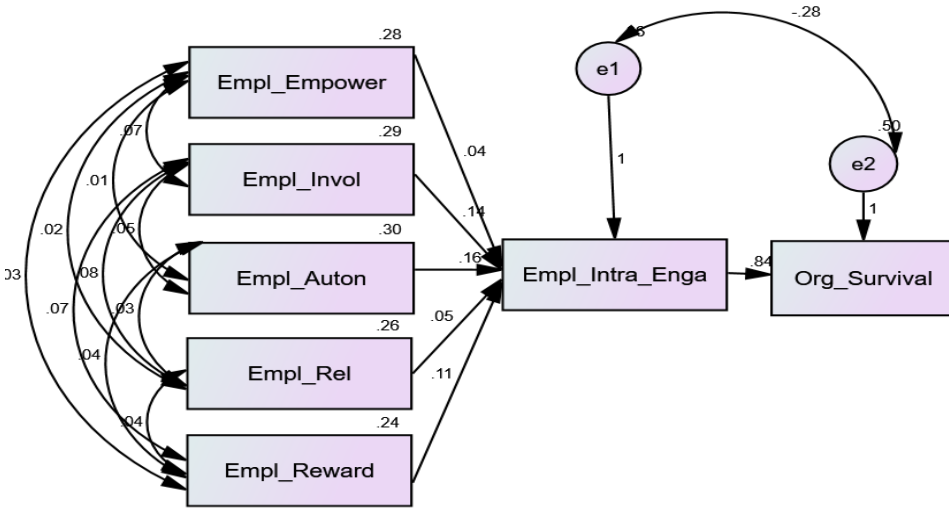 -.28
.28
e1
Empl_Empower
.07
.29
.04
.50
e2
1
Empl_Invol
.01
.14
1
.02
.05
.30
.16
.84
.03
Empl_Auton
Empl_Intra_Enga
Org_Survival
.08
.07
.03
.26
.05
.04
Empl_Rel
.11
.04
.24
Empl_Reward